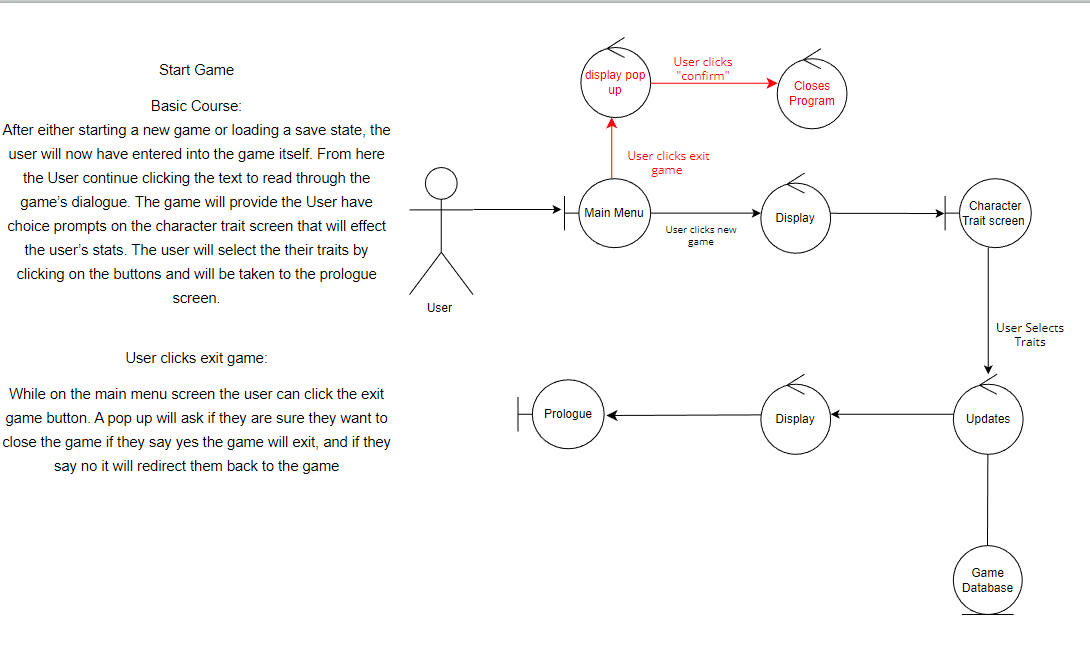 Start Game
Basic Course:
After either starting a new game or loading a save state, the
user will now have entered into the game itself. From here
the User continue clicking the text to read through the
game's dialogue. The game will provide the User have
choice prompts on the character trait screen that will effect
the user's stats. The user will select the their traits by
clicking on the buttons and will be taken to the prologue
screen.
User clicks exit game:
While on the main menu screen the user can click the exit
game button. A pop up will ask if they are sure they want to
close the game if they say yes the game will exit, and if they
say no it will redirect them back to the game
display pop
up
User clicks
"confirm"
Closes
Program
User clicks exit
game
User
Main Menu
User clicks new
game
Display
Character
Trait screen
User Selects
Traits
Updates
Display
Prologue
Game
Database